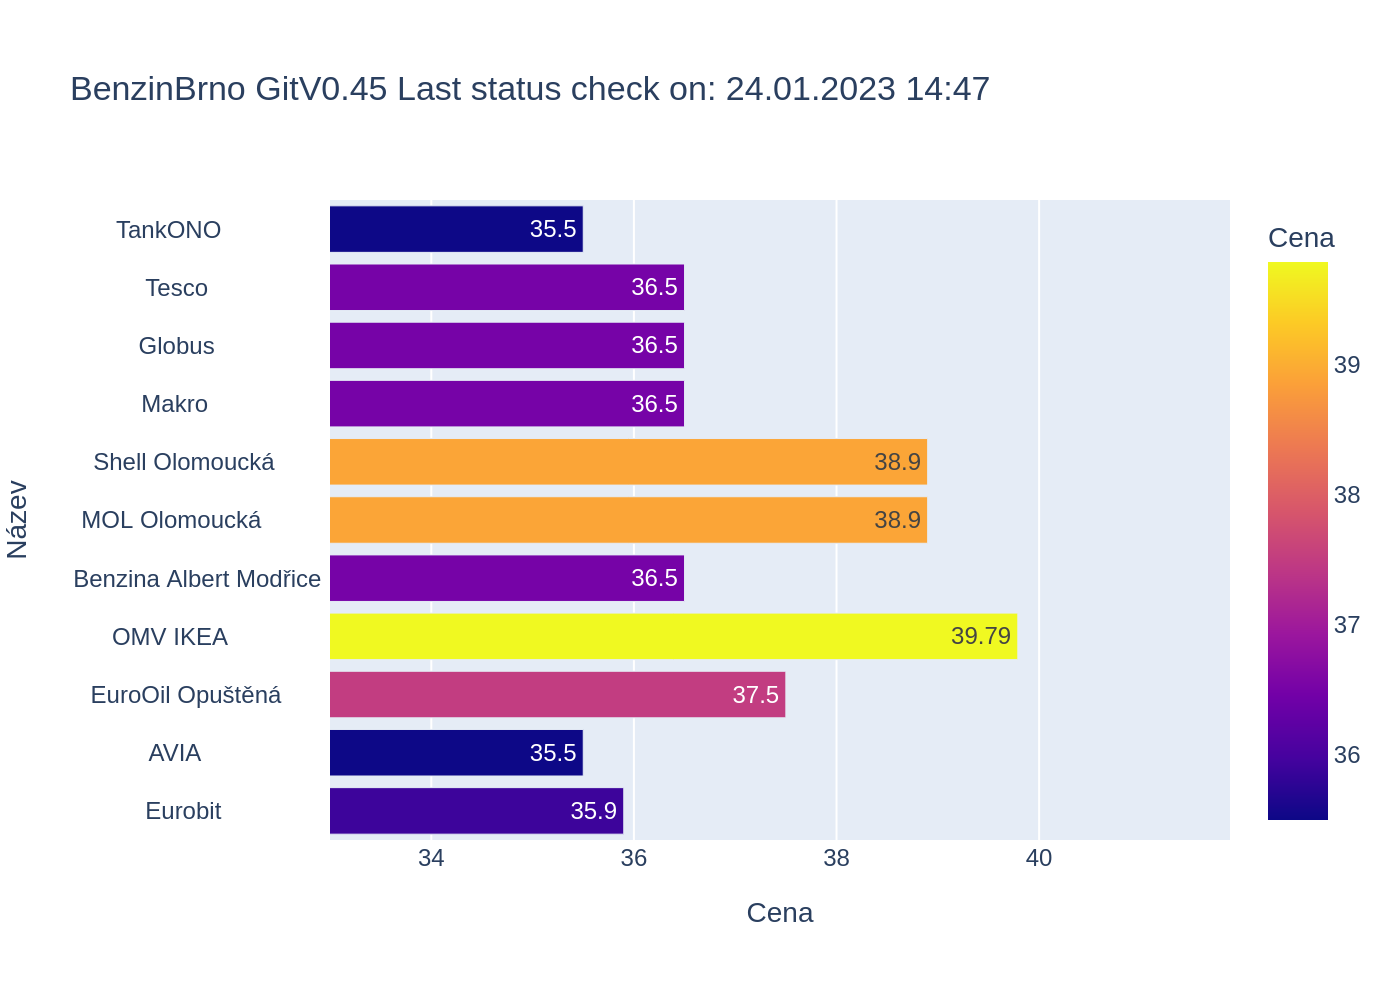 BenzinBrno GitV0.45 Last status check on: 24.01.2023 14:47
Název
TankONO 35.5
Tesco 36.5
Globus 36.5
Makro 36.5
Shell Olomoucká 38.9
MOL Olomoucká 38.9
Benzina Albert Modřice 36.5
OMV IKEA 39.79
EuroOil Opuštěná 37.5
AVIA 35.5
Eurobit 35.9
34 36 38 40
Cena
Cena
39
38
37
36